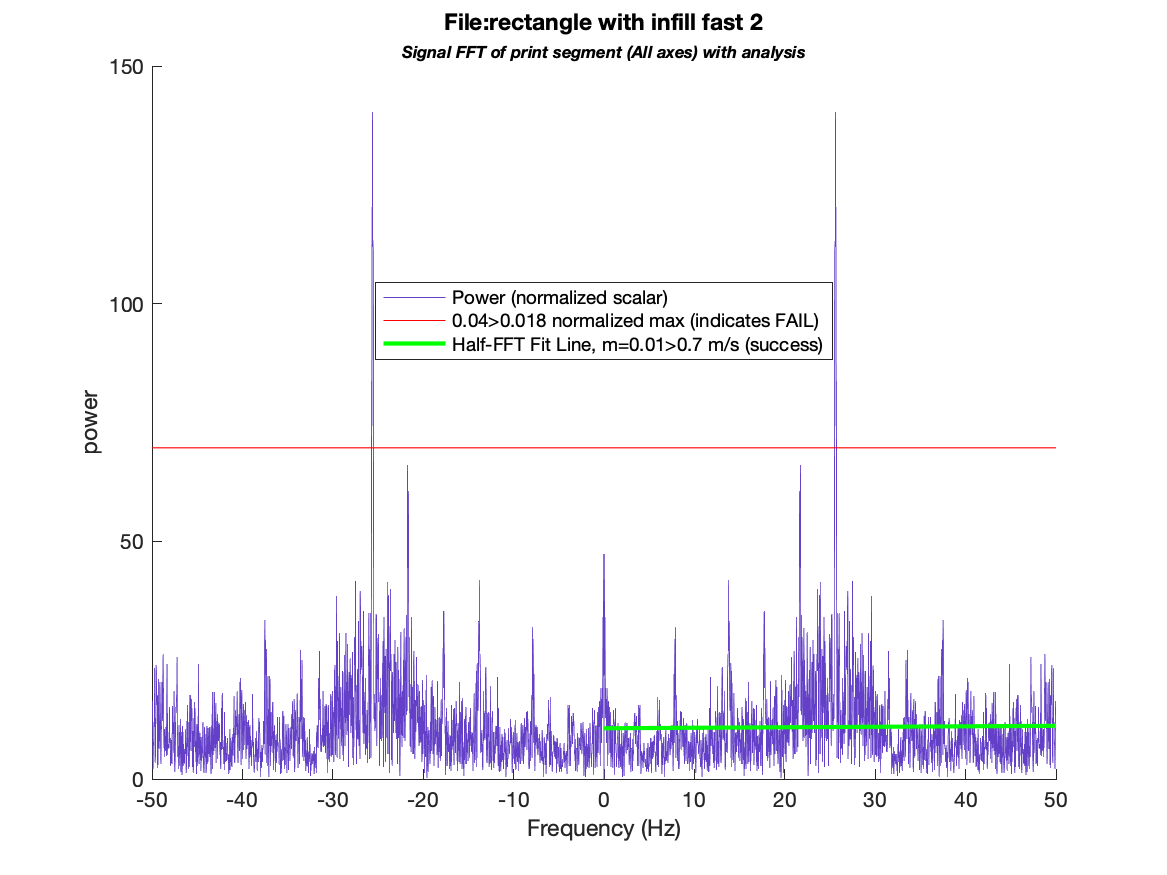 File:rectangle with infill fast 2
Signal FFT of print segment (All axes) with analysis
150
100
50
0
power
Power (normalized scalar)
0.04>0.018 normalized max (indicates FAIL)
Half-FFT Fit Line, m=0.01>0.7 m/s (success)
-50 -40 -30 -20 -10 0 10 20 30 40 50
Frequency (Hz)